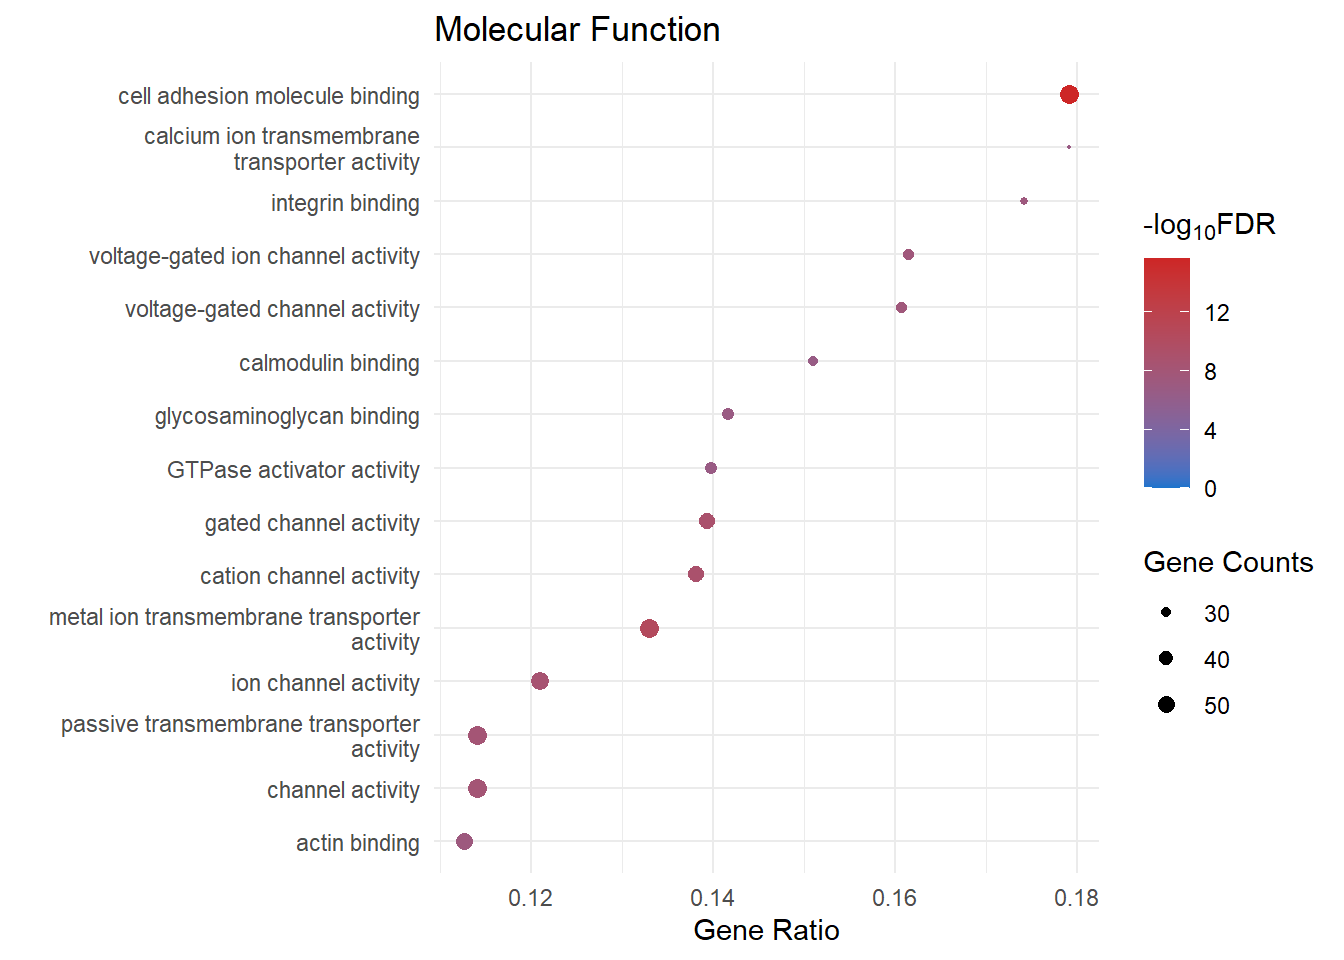 Molecular Function
cell adhesion molecule binding
calcium ion transmembrane
transporter activity
integrin binding
voltage-gated ion channel activity
voltage-gated channel activity
calmodulin binding
glycosaminoglycan binding
GTPase activator activity
gated channel activity
cation channel activity
metal ion transmembrane transporter
activity
ion channel activity
passive transmembrane transporter
activity
channel activity
actin binding
0.12 0.14 0.16 0.18
Gene Ratio
-log₁₀FDR
12
8
4
0
Gene Counts
30
40
50